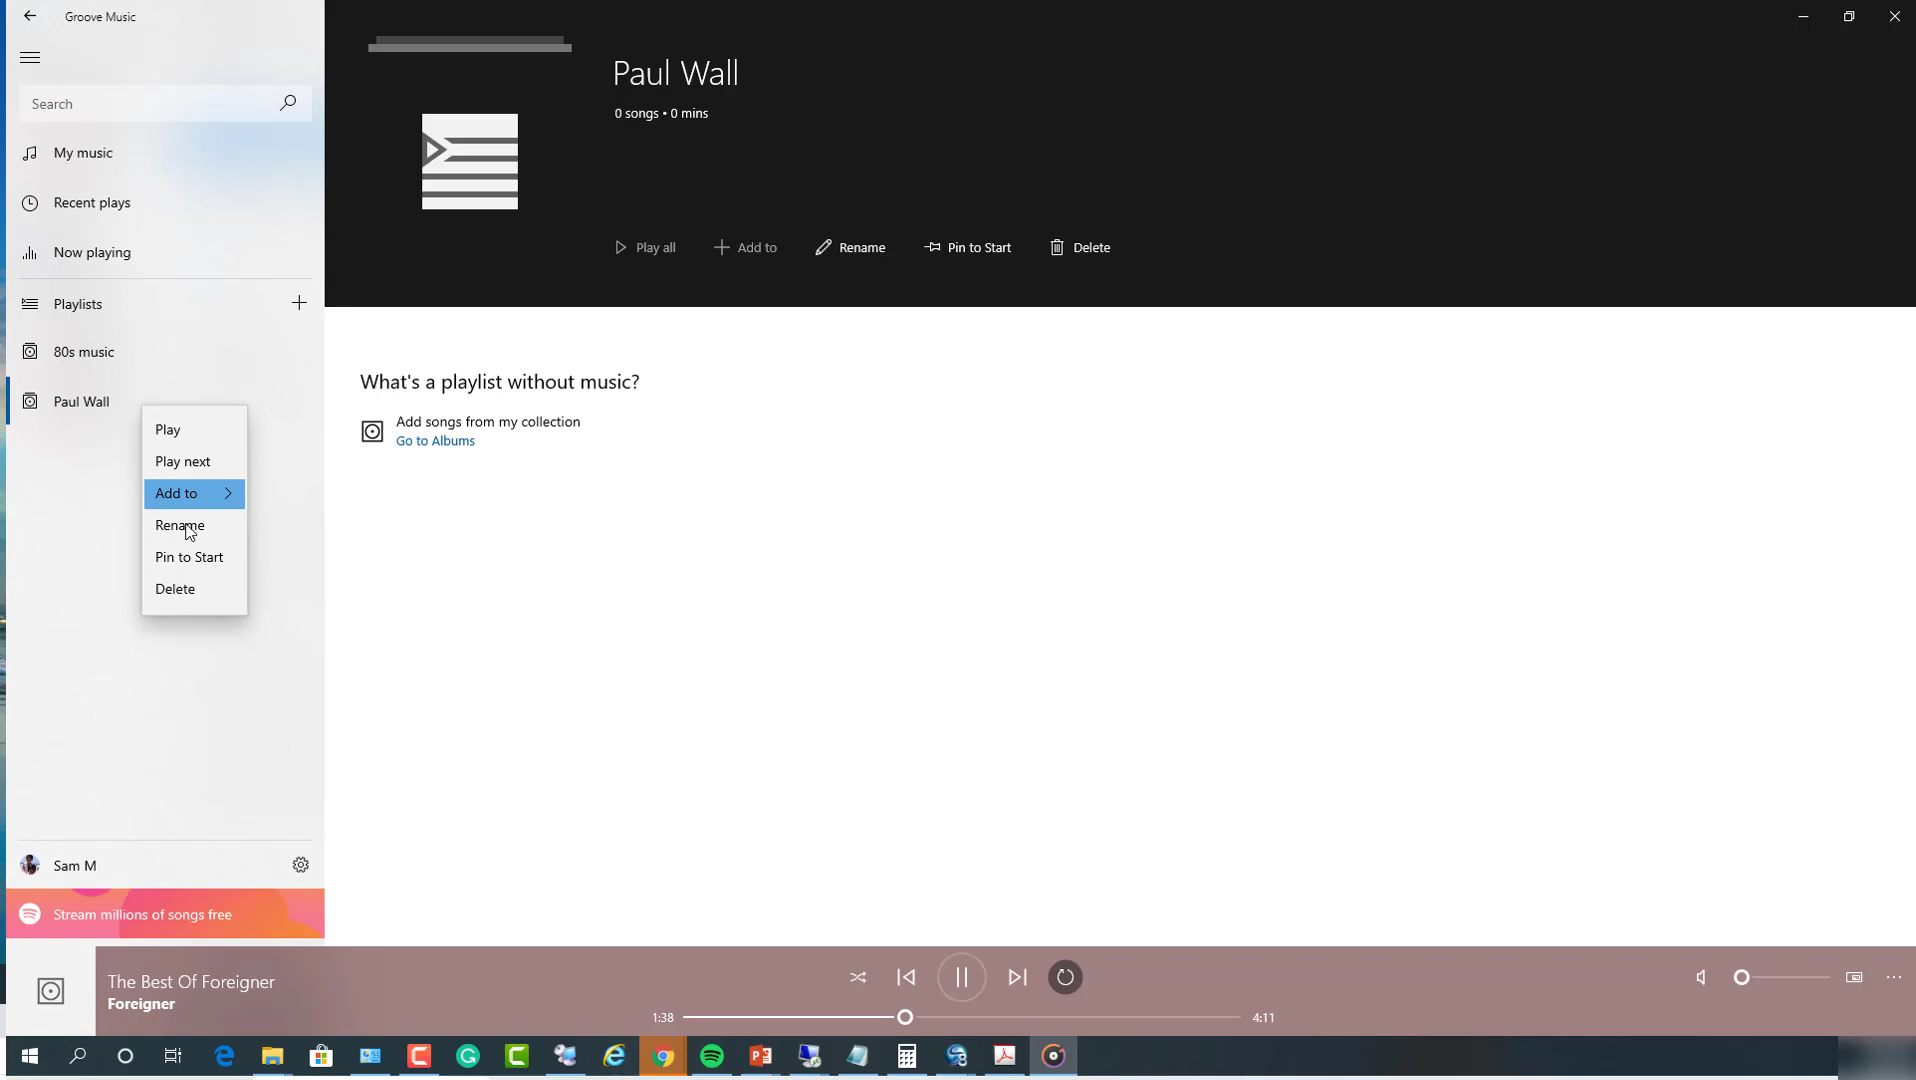 Groove Music
Search
My music
Recent plays
Now playing
Playlists
80s music
Paul Wall
Play
Play next
Add to
Rename
Pin to Start
Delete
Sam M
Stream millions of songs free
Paul Wall
0 songs • 0 mins
Play all
Add to
Rename
Pin to Start
Delete
What's a playlist without music?
Add songs from my collection
Go to Albums
The Best Of Foreigner
Foreigner
1:38
4:11